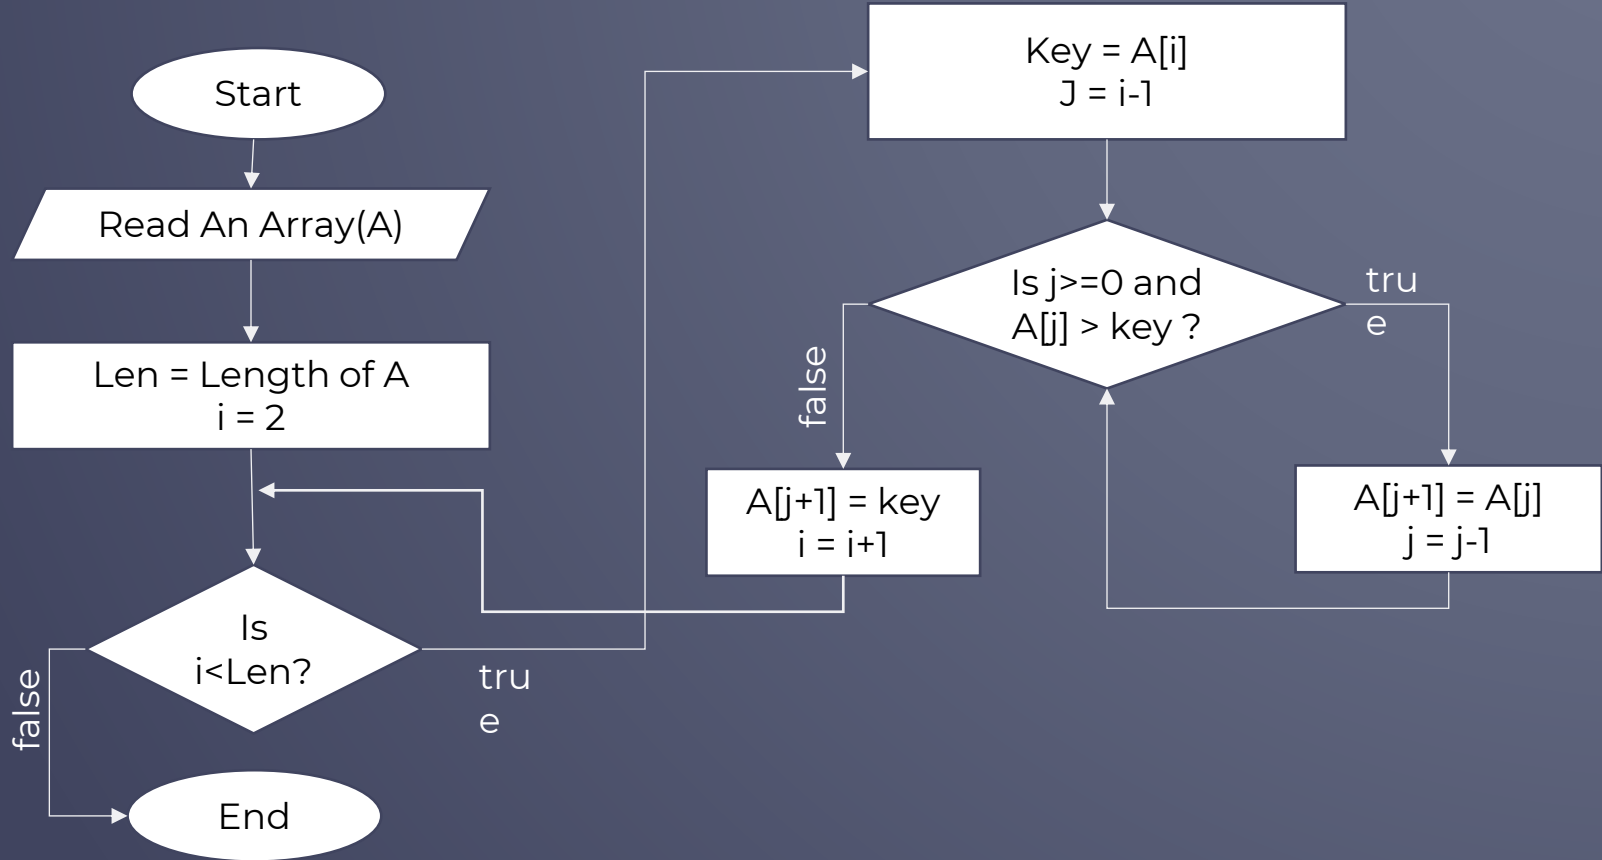 Start
Read An Array(A)
Len = Length of A
i = 2
Is
i<Len?
false
tru
e
End
Key = A[i]
J = i-1
Is j>=0 and
A[j] > key ?
false
tru
e
A[j+1] = key
i = i+1
A[j+1] = A[j]
j = j-1